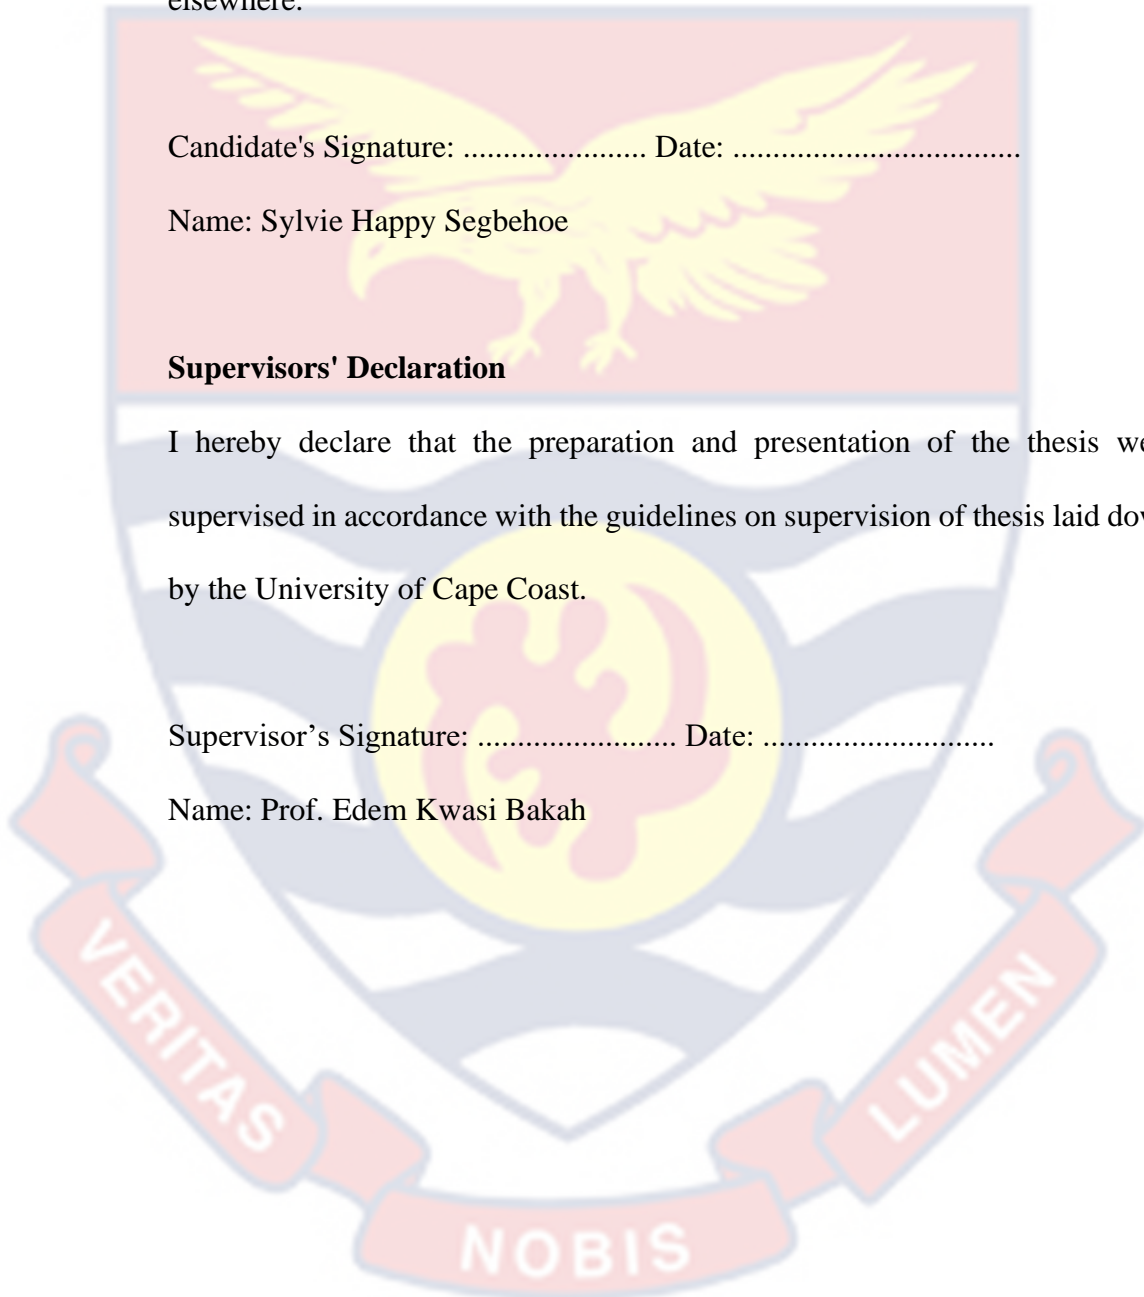 elsewhere.
Candidate's Signature: ....................... Date: ....................................
Name: Sylvie Happy Segbehoe
Supervisors' Declaration
I hereby declare that the preparation and presentation of the thesis we
supervised in accordance with the guidelines on supervision of thesis laid dov
by the University of Cape Coast.
Supervisor’s Signature: ......................... Date: .............................
Name: Prof. Edem Kwasi Bakah
VERITAS
NOBIS
LUMEN